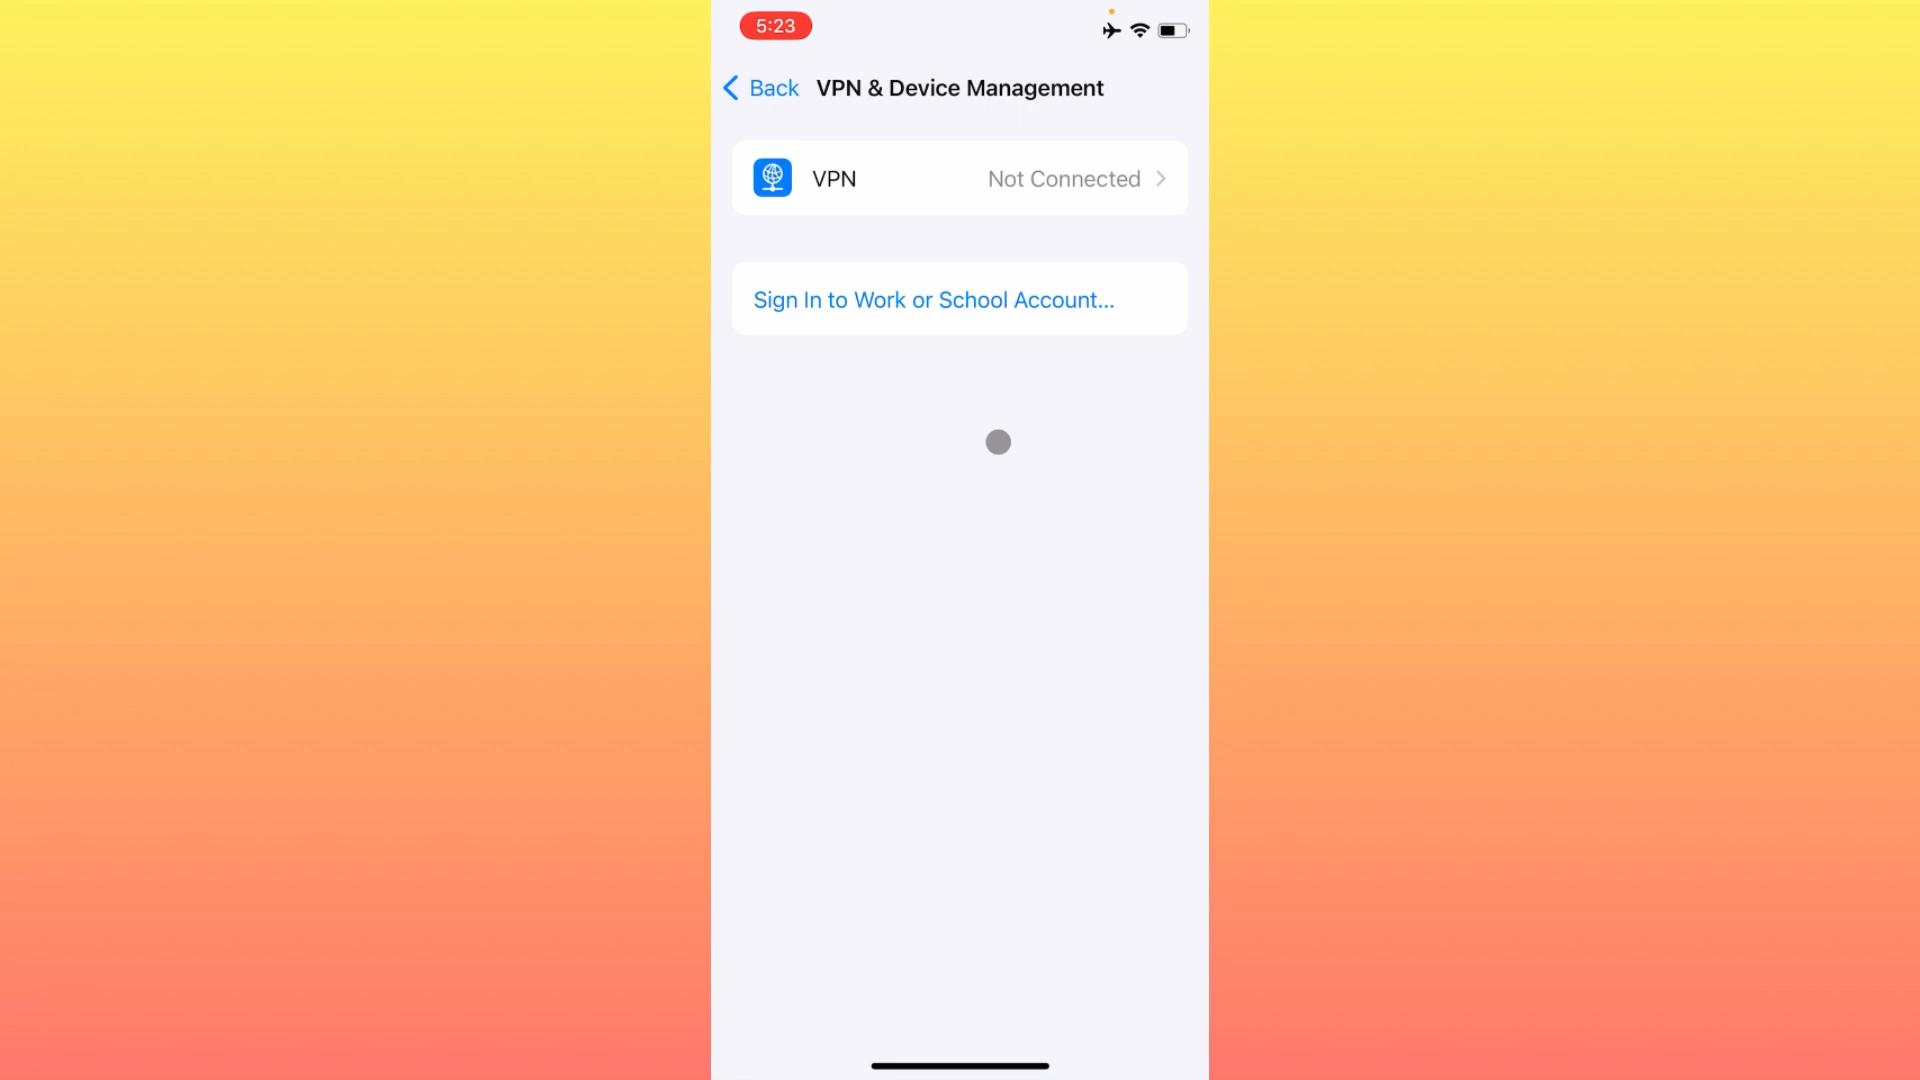 5:23
Back VPN & Device Management
VPN Not Connected
Sign In to Work or School Account...